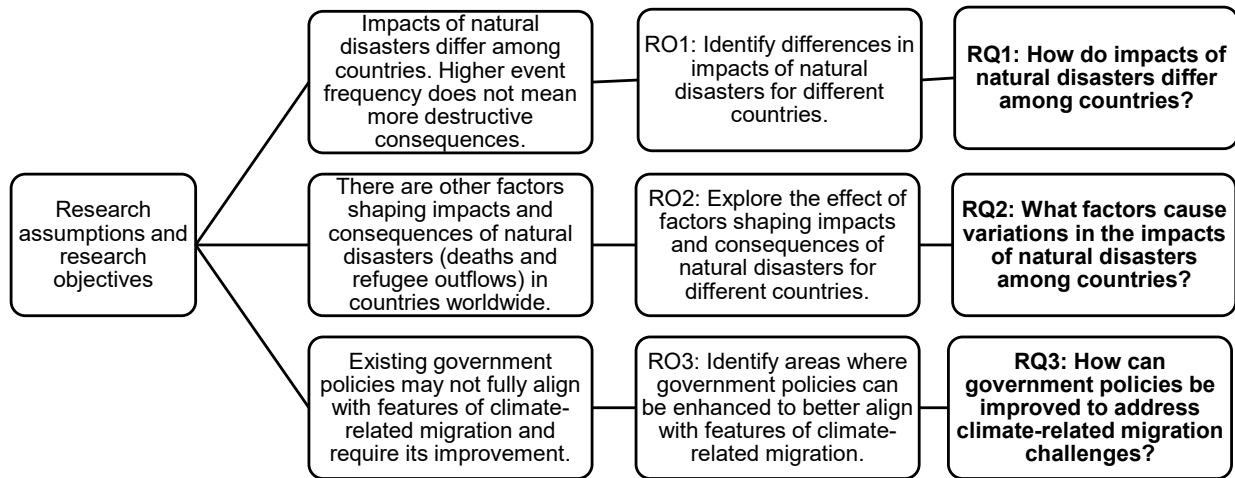 Impacts of natural
disasters differ among
countries. Higher event
frequency does not mean
more destructive
consequences.
RO1: Identify differences in
impacts of natural
disasters for different
countries.
RQ1: How do impacts of
natural disasters differ
among countries?
Research
assumptions and
research
objectives
There are other factors
shaping impacts and
consequences of natural
disasters (deaths and
refugee outflows) in
countries worldwide.
RO2: Explore the effect of
factors shaping impacts
and consequences of
natural disasters for
different countries.
RQ2: What factors cause
variations in the impacts
of natural disasters
among countries?
Existing government
policies may not fully align
with features of climate-
related migration and
require its improvement.
RO3: Identify areas where
government policies can
be enhanced to better align
with features of climate-
related migration.
RQ3: How can
government policies be
improved to address
climate-related migration
challenges?